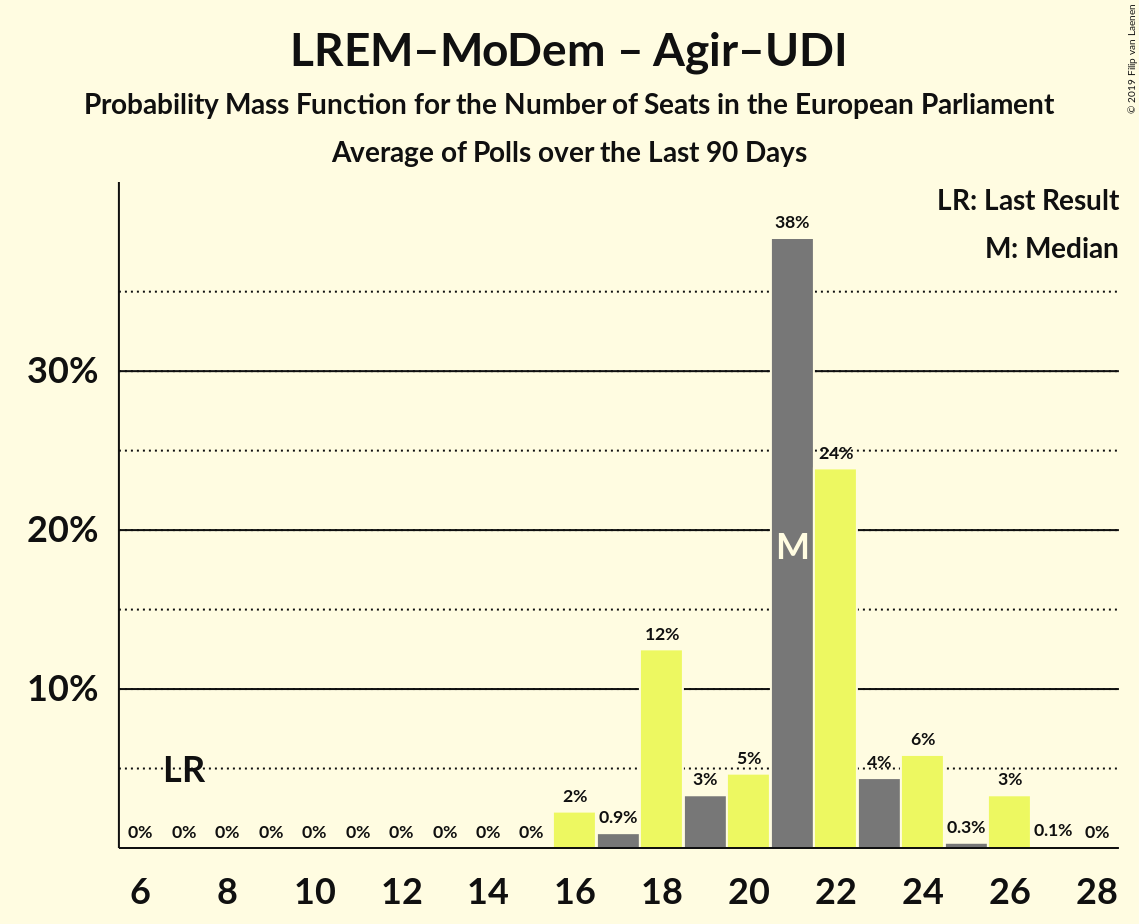 © 2019 Filip van Laenen
LREM–MoDem – Agir–UDI
Probability Mass Function for the Number of Seats in the European Parliament
Average of Polls over the Last 90 Days
LR: Last Result
M: Median
30%
20%
10%
LR
M
0% 0% 0% 0% 0% 0% 0% 0% 0% 0% 2% 0.9% 12% 3% 5% 38% 24% 4% 6% 0.3% 3% 0.1% 0%
6 8 10 12 14 16 18 20 22 24 26 28